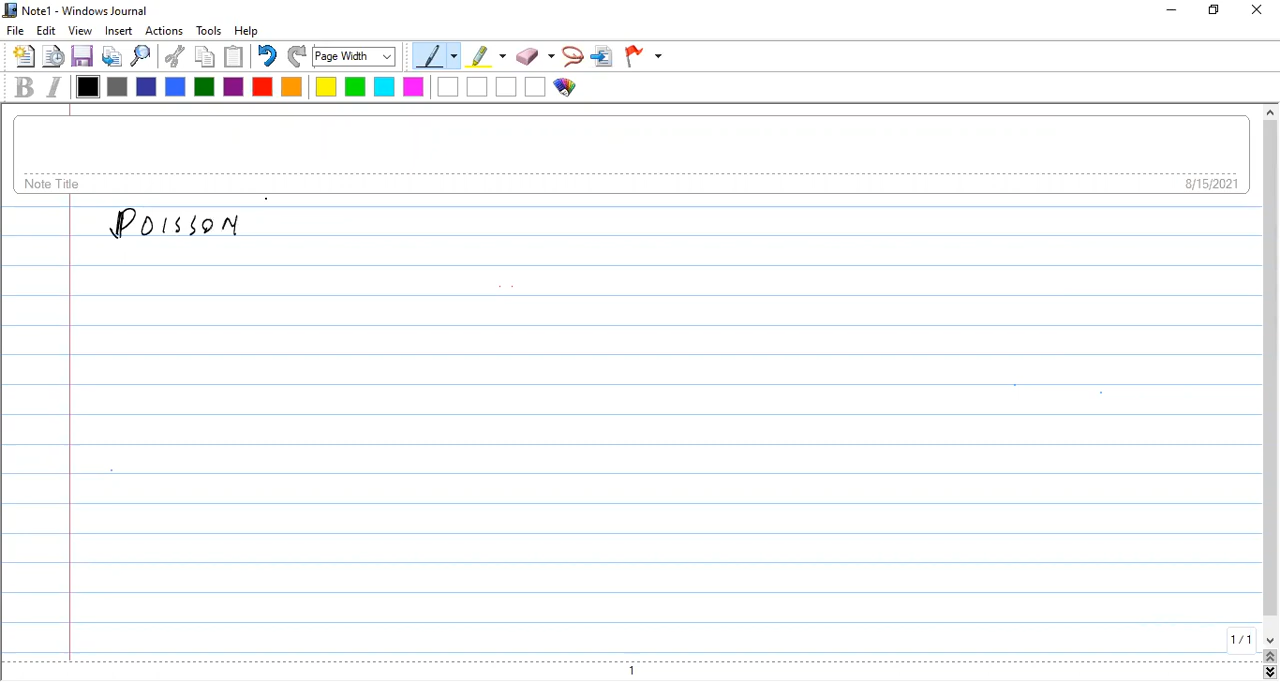 Note1 - Windows Journal
File Edit View Insert Actions Tools Help
Page Width
B I
Note Title
8/15/2021
POISSON
1 / 1
1